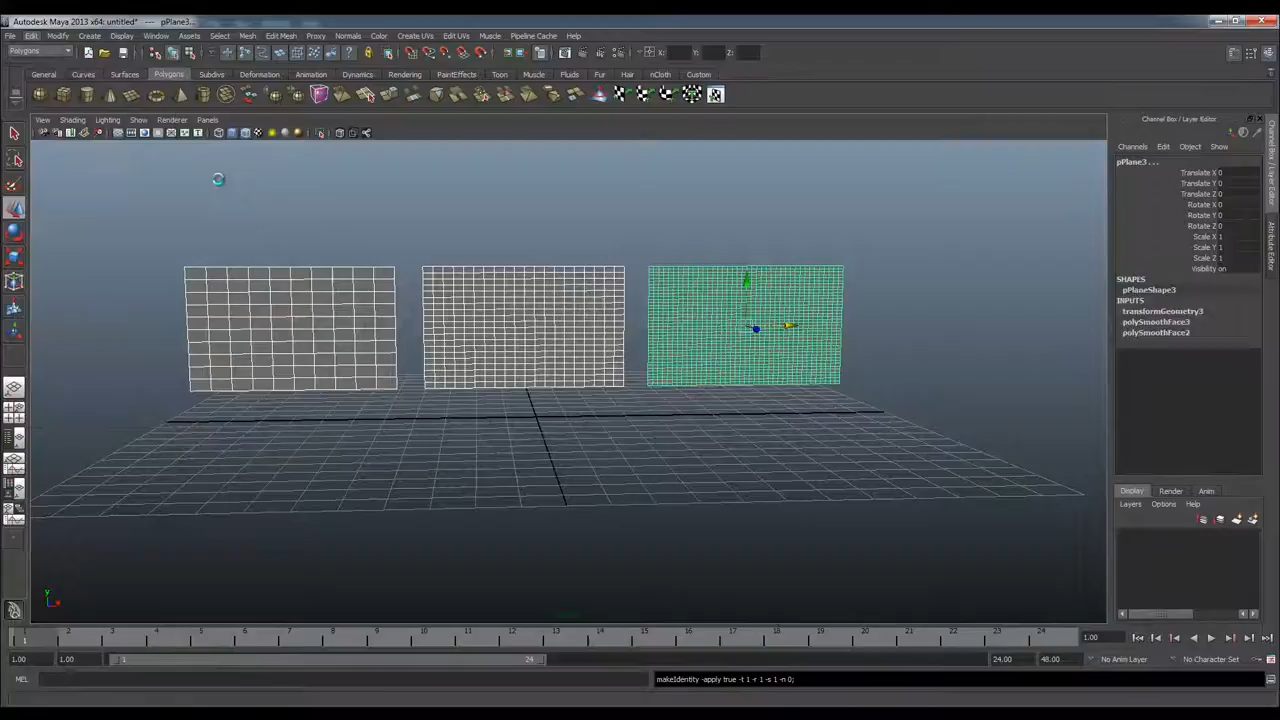 Autodesk Maya 2013 x64: untitled* --- pPlane3...
File Edit Modify Create Display Window Assets Select Mesh Edit Mesh Proxy Normals Color Create UVs Edit UVs Muscle Pipeline Cache Help
Polygons
X: Y: Z:
General Curves Surfaces Polygons Subdivs Deformation Animation Dynamics Rendering PaintEffects Toon Muscle Fluids Fur Hair nCloth Custom
View Shading Lighting Show Renderer Panels
Channel Box / Layer Editor
Channels Edit Object Show
pPlane3 . . .
Translate X 0
Translate Y 0
Translate Z 0
Rotate X 0
Rotate Y 0
Rotate Z 0
Scale X 1
Scale Y 1
Scale Z 1
Visibility on
SHAPES
pPlaneShape3
INPUTS
transformGeometry3
polySmoothFace3
polySmoothFace2
Channel Box / Layer Editor
Attribute Editor
Display Render Anim
Layers Options Help
y
1 2 3 4 5 6 7 8 9 10 11 12 13 14 15 16 17 18 19 20 21 22 23 24
1.00
1.00 1.00 1 24 24.00 48.00 No Anim Layer No Character Set
MEL makeIdentity -apply true -t 1 -r 1 -s 1 -n 0;